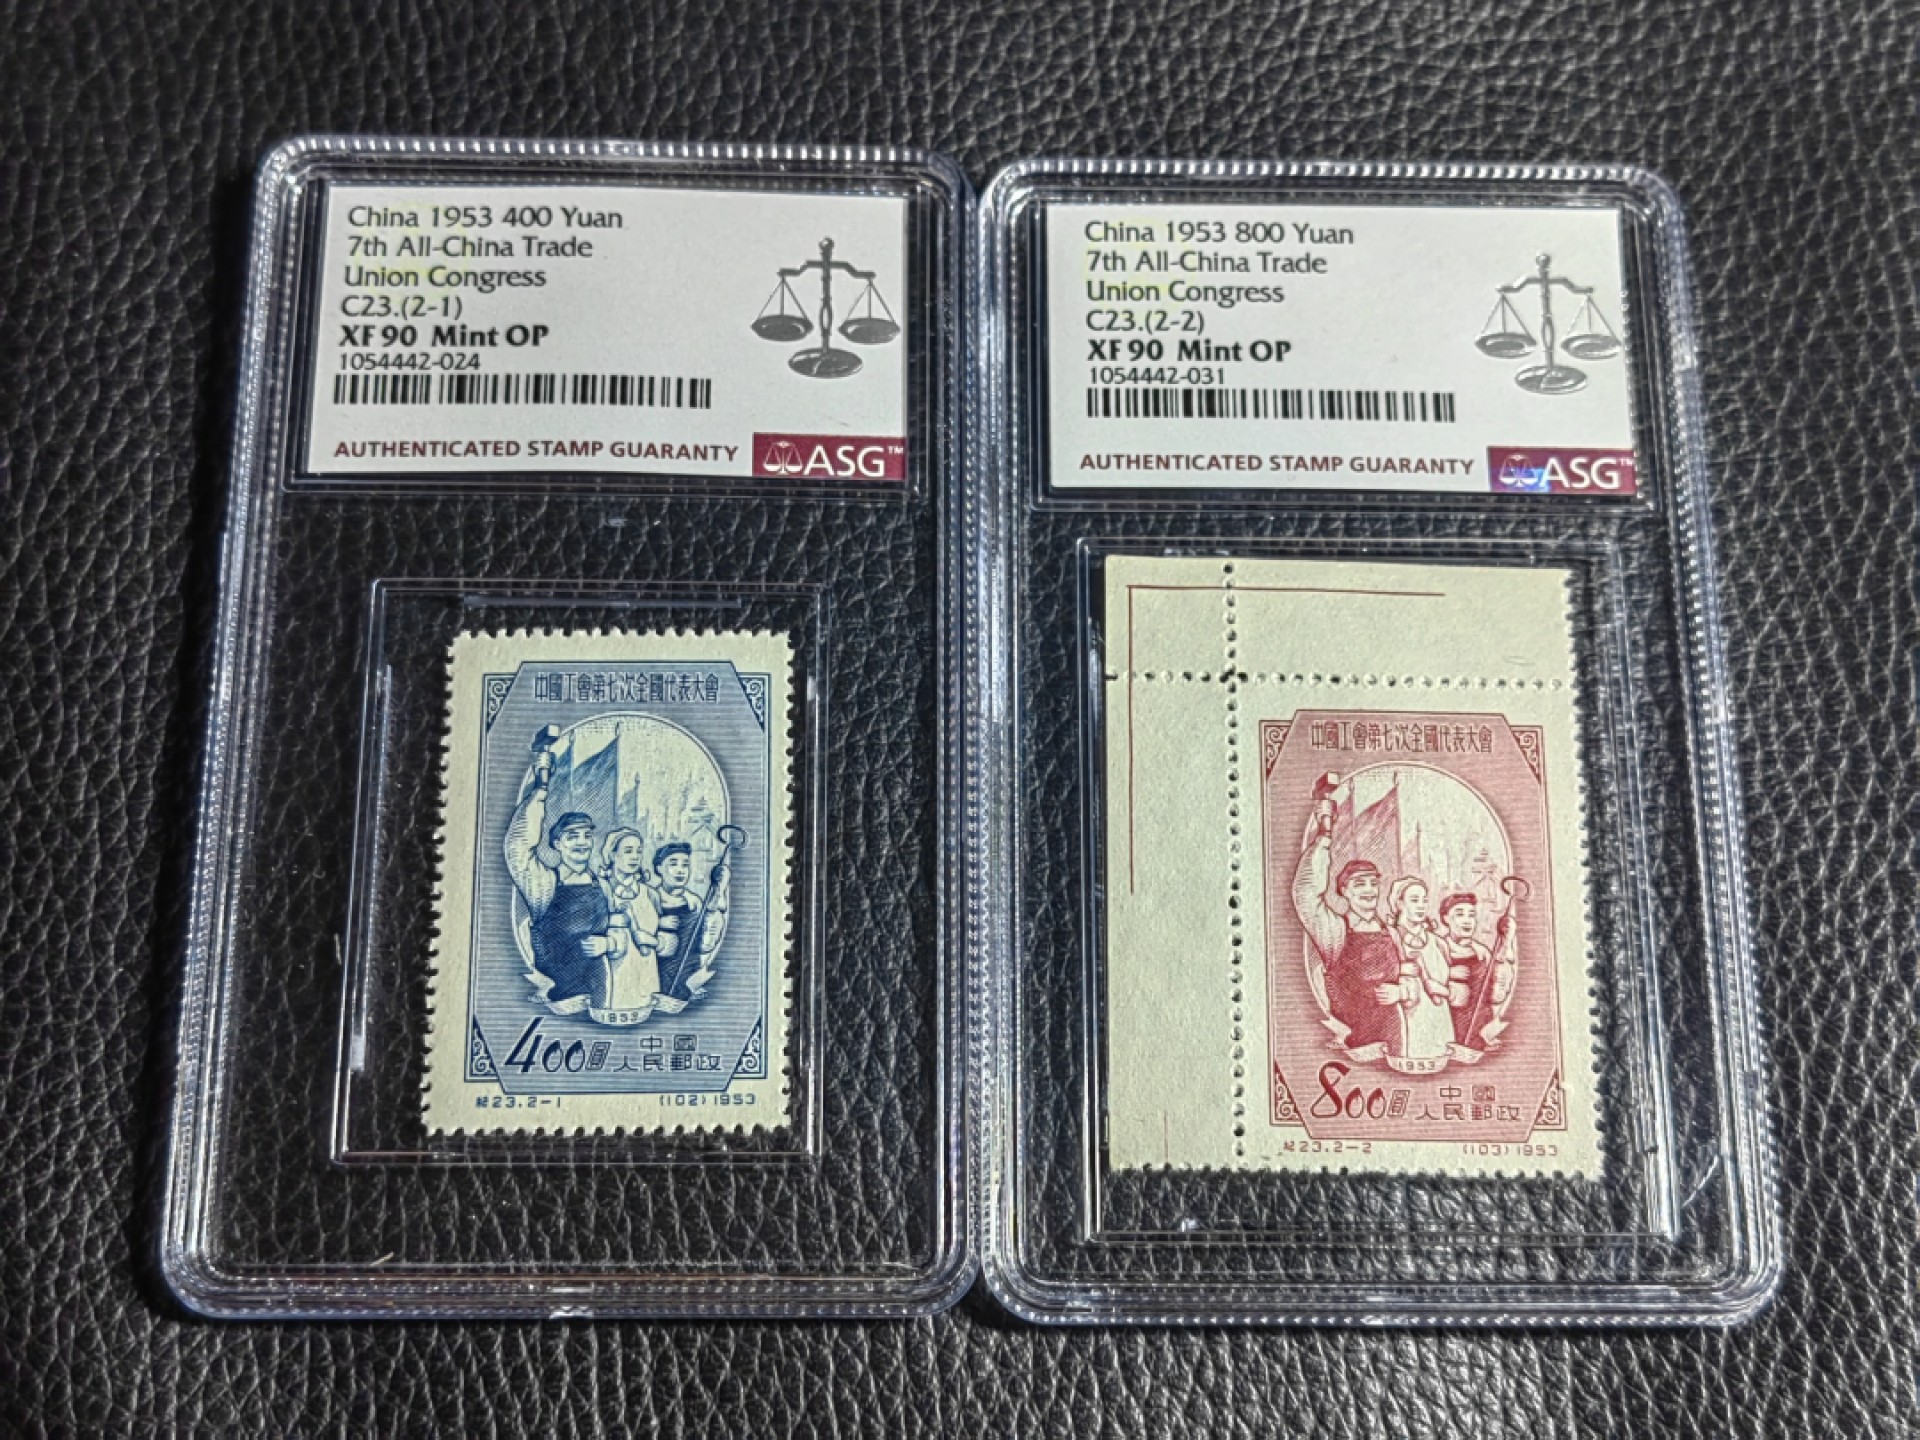 China 1953 400 Yuan
7th All-China Trade
Union Congress
C23.(2-1)
XF 90 Mint OP
1054442-024
AUTHENTICATED STAMP GUARANTY ASG™
中國工會第七次全國代表大會
1953
400圓 中國
人民郵政
紀23.2-1 (102)1953
China 1953 800 Yuan
7th All-China Trade
Union Congress
C23.(2-2)
XF 90 Mint OP
1054442-031
AUTHENTICATED STAMP GUARANTY ASG™
中國工會第七次全國代表大會
1953
800圓 中國
人民郵政
紀23.2-2 (103)1953